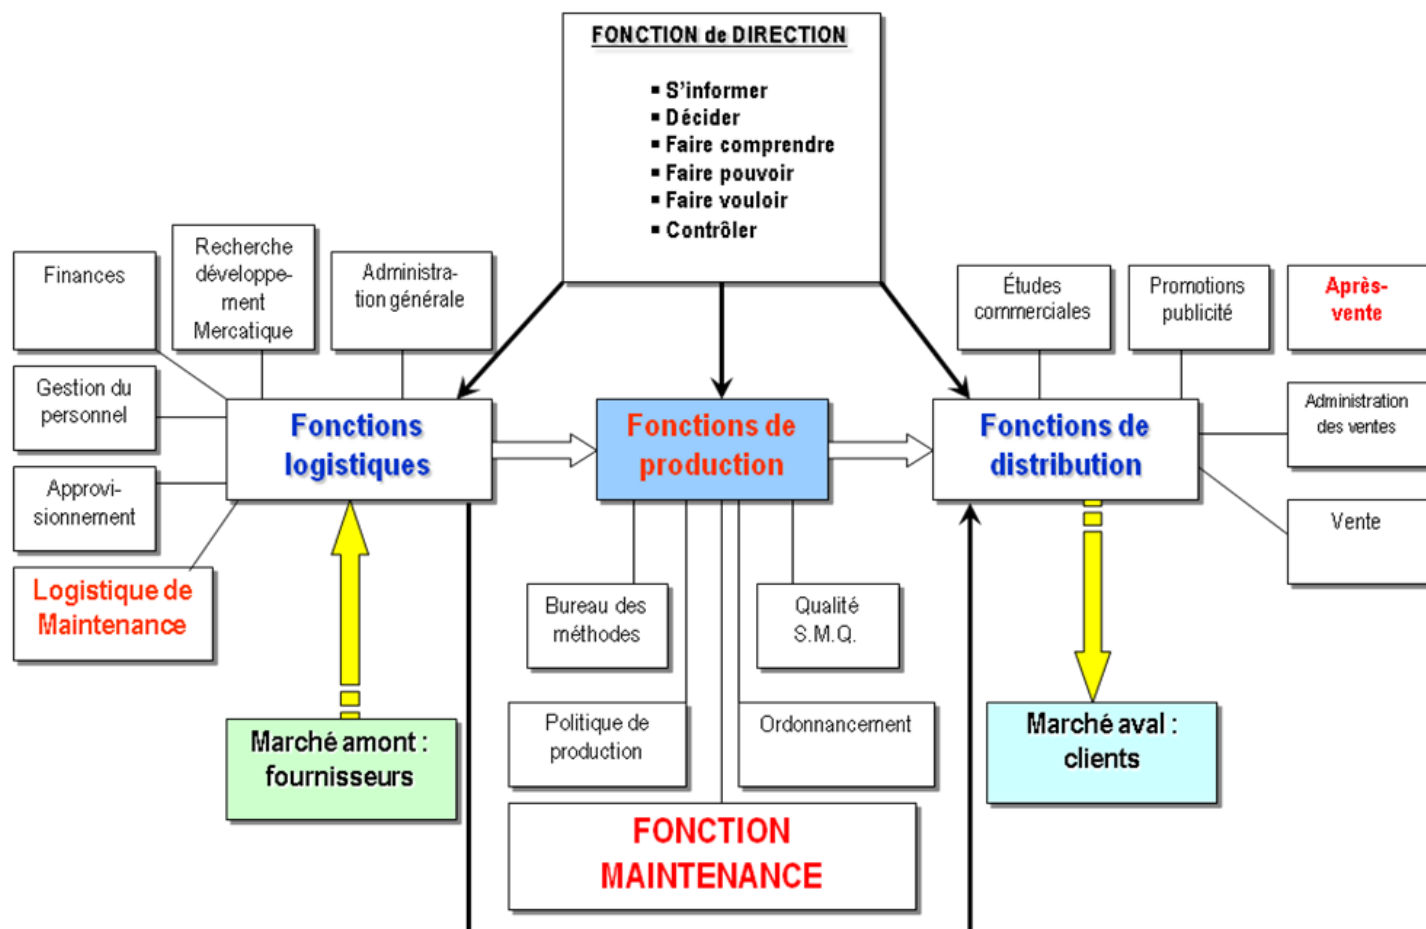 FONCTION de DIRECTION
▪ S'informer
▪ Décider
▪ Faire comprendre
▪ Faire pouvoir
▪ Faire vouloir
▪ Contrôler
Finances
Recherche
développe-
ment
Mercatique
Administra-
tion générale
Études
commerciales
Promotions
publicité
Après-
vente
Gestion du
personnel
Fonctions
logistiques
Fonctions de
production
Fonctions de
distribution
Administration
des ventes
Approvi-
sionnement
Vente
Logistique de
Maintenance
Bureau des
méthodes
Qualité
S.M.Q.
Politique de
production
Ordonnancement
Marché amont :
fournisseurs
Marché aval :
clients
FONCTION
MAINTENANCE